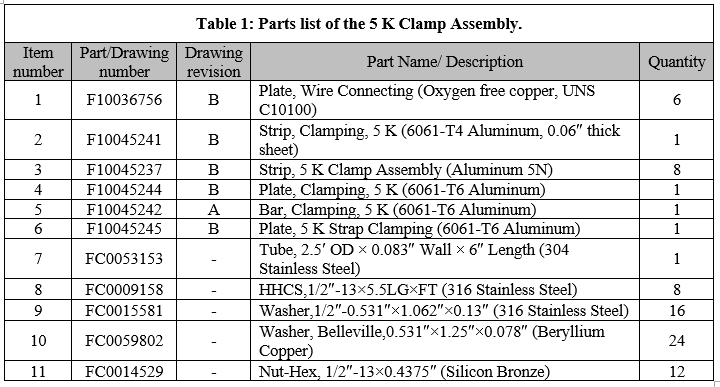 Table 1: Parts list of the 5 K Clamp Assembly.
Item number Part/Drawing number Drawing revision Part Name/ Description Quantity
1 F10036756 B Plate, Wire Connecting (Oxygen free copper, UNS
C10100) 6
2 F10045241 B Strip, Clamping, 5 K (6061-T4 Aluminum, 0.06″ thick
sheet) 1
3 F10045237 B Strip, 5 K Clamp Assembly (Aluminum 5N) 8
4 F10045244 B Plate, Clamping, 5 K (6061-T6 Aluminum) 1
5 F10045242 A Bar, Clamping, 5 K (6061-T6 Aluminum) 1
6 F10045245 B Plate, 5 K Strap Clamping (6061-T6 Aluminum) 1
7 FC0053153 - Tube, 2.5′ OD × 0.083″ Wall × 6″ Length (304
Stainless Steel) 1
8 FC0009158 - HHCS,1/2″-13×5.5LG×FT (316 Stainless Steel) 8
9 FC0015581 - Washer,1/2″-0.531″×1.062″×0.13″ (316 Stainless Steel) 16
10 FC0059802 - Washer, Belleville,0.531″×1.25″×0.078″ (Beryllium
Copper) 24
11 FC0014529 - Nut-Hex, 1/2″-13×0.4375″ (Silicon Bronze) 12